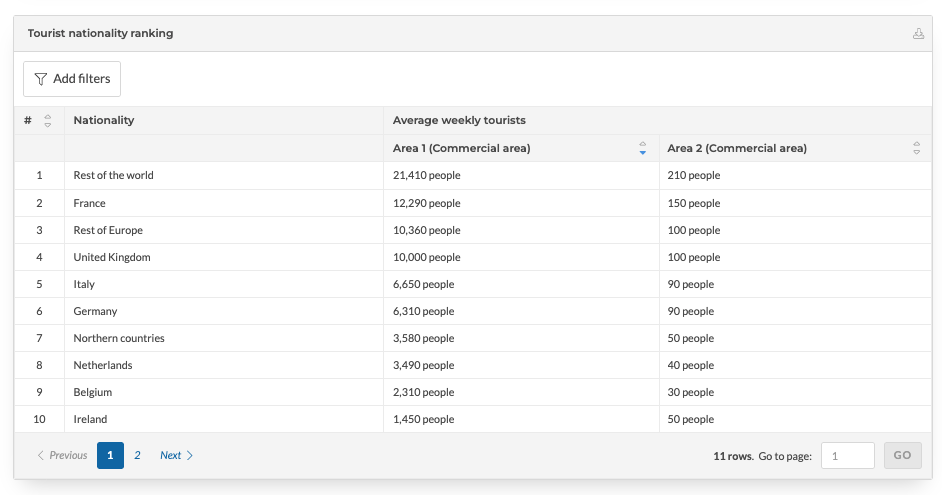 Tourist nationality ranking
Add filters
# Nationality Average weekly tourists
Area 1 (Commercial area) Area 2 (Commercial area)
1 Rest of the world 21,410 people 210 people
2 France 12,290 people 150 people
3 Rest of Europe 10,360 people 100 people
4 United Kingdom 10,000 people 100 people
5 Italy 6,650 people 90 people
6 Germany 6,310 people 90 people
7 Northern countries 3,580 people 50 people
8 Netherlands 3,490 people 40 people
9 Belgium 2,310 people 30 people
10 Ireland 1,450 people 50 people
Previous 1 2 Next 11 rows. Go to page: 1 GO